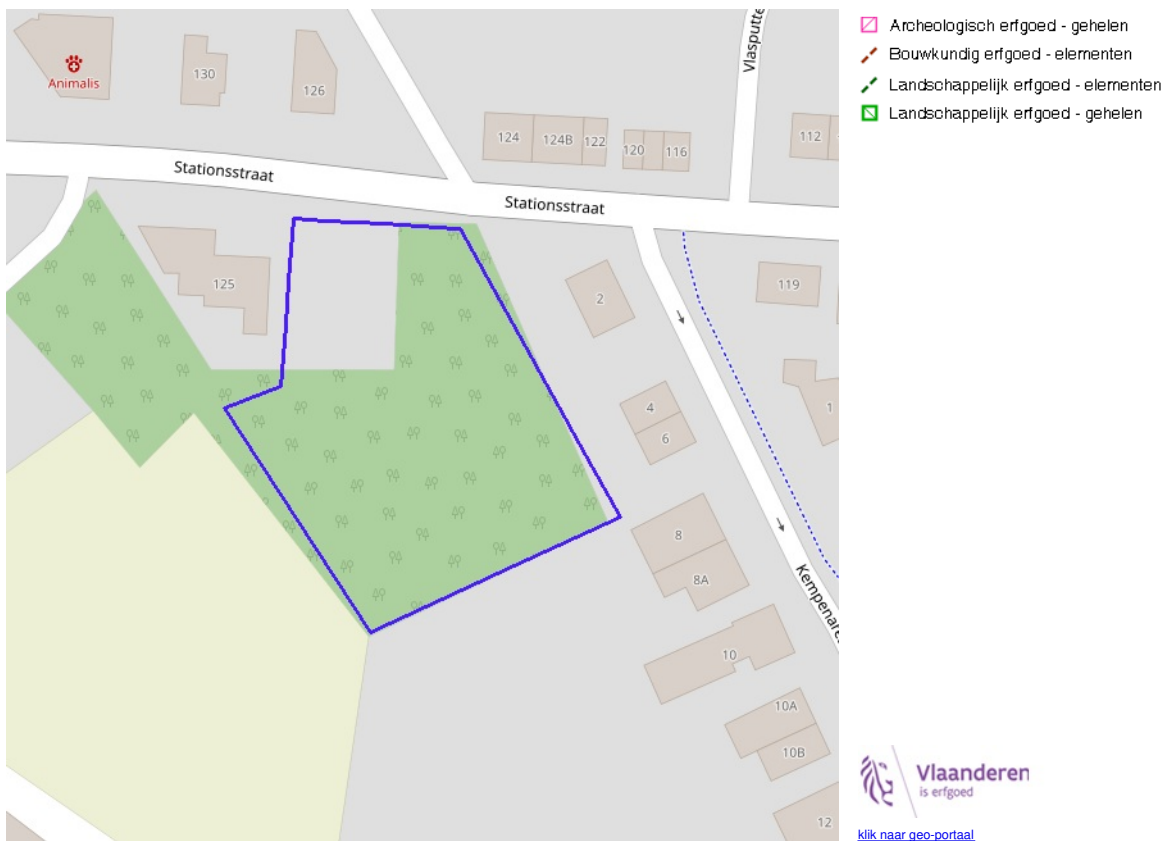 Animalis
130
126
124
124B
122
120
116
112
Vlasputte
Stationsstraat
Stationsstraat
125
2
119
4
6
1
8
8A
Kempenare
10
10A
10B
12
Archeologisch erfgoed - gehelen
Bouwkundig erfgoed - elementen
Landschappelijk erfgoed - elementen
Landschappelijk erfgoed - gehelen
Vlaanderen
is erfgoed
klik naar geo-portaal